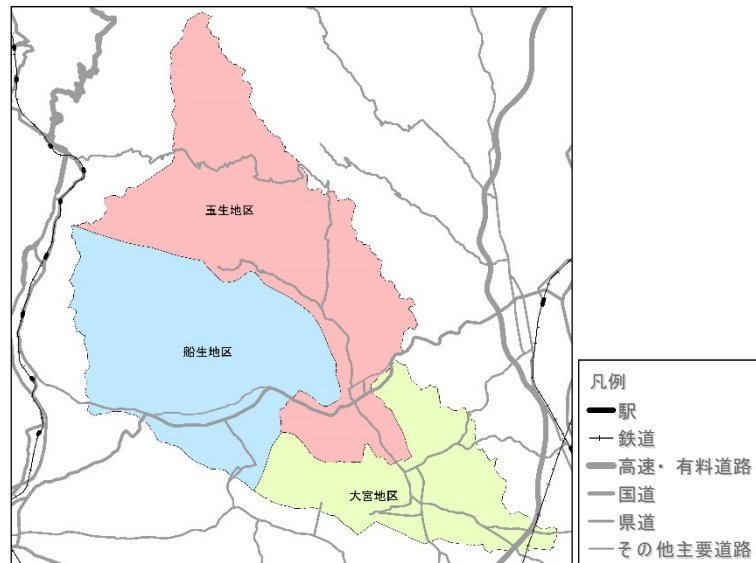 玉生地区
船生地区
大宮地区
凡例
駅
鉄道
高速・有料道路
国道
県道
その他主要道路